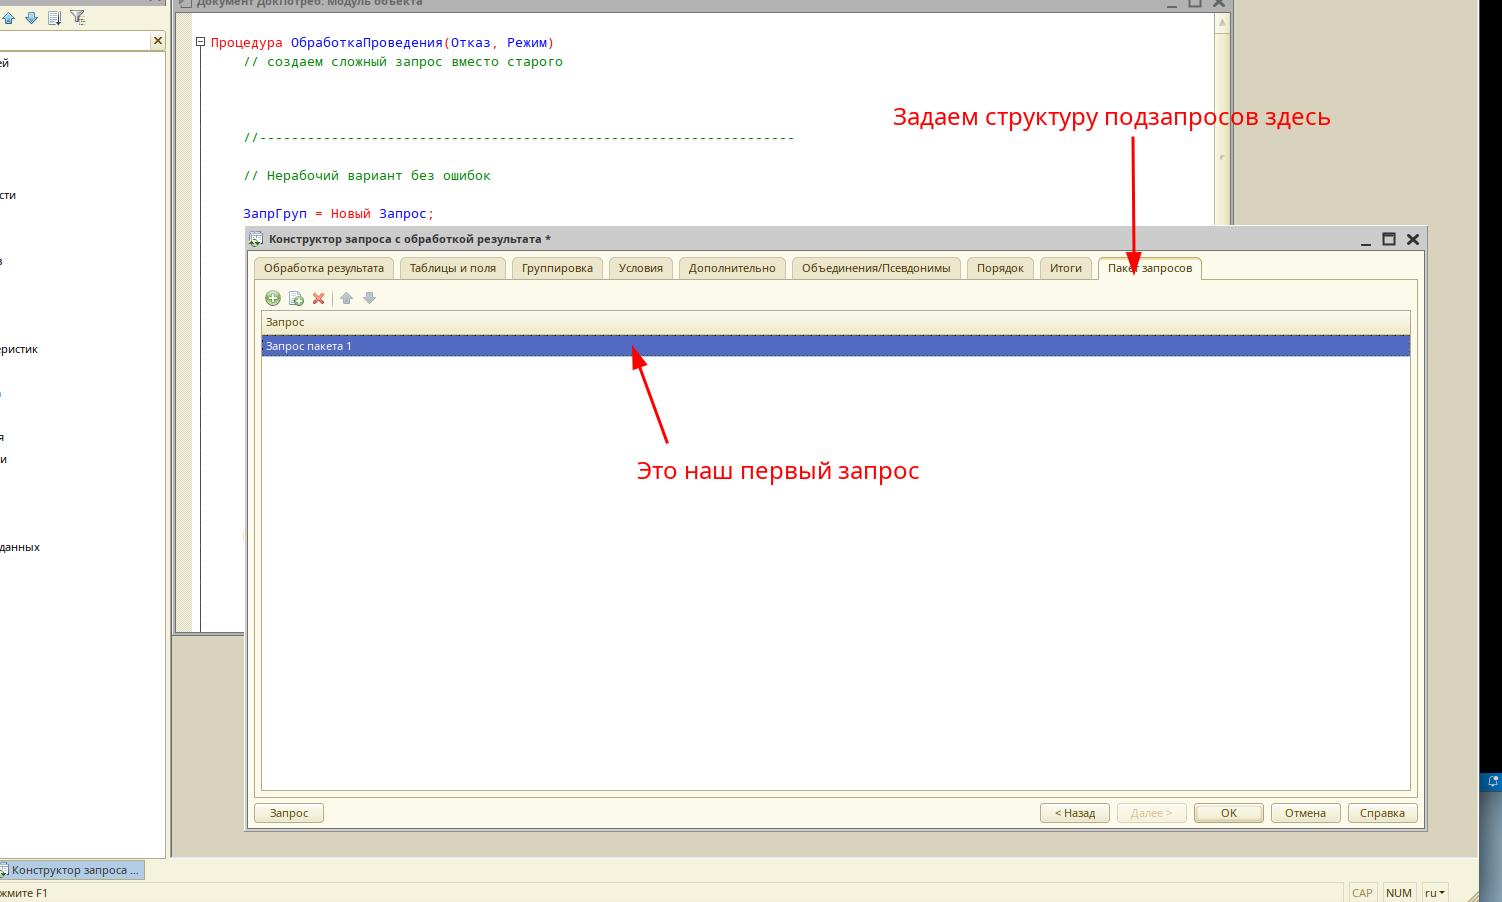 Документ ДокПотреб: Модуль объекта
Процедура ОбработкаПроведения(Отказ, Режим)
// создаем сложный запрос вместо старого
Задаем структуру подзапросов здесь
//-------------------------------------------------------------------
// Нерабочий вариант без ошибок
ЗапрГруп = Новый Запрос;
ей
сти
в
еристик
я
и
данных
Конструктор запроса с обработкой результата *
Обработка результата
Таблицы и поля
Группировка
Условия
Дополнительно
Объединения/Псевдонимы
Порядок
Итоги
Пакет запросов
Запрос
Запрос пакета 1
Это наш первый запрос
Запрос
< Назад
Далее >
OK
Отмена
Справка
Конструктор запроса ...
жмите F1
CAP
NUM
ru